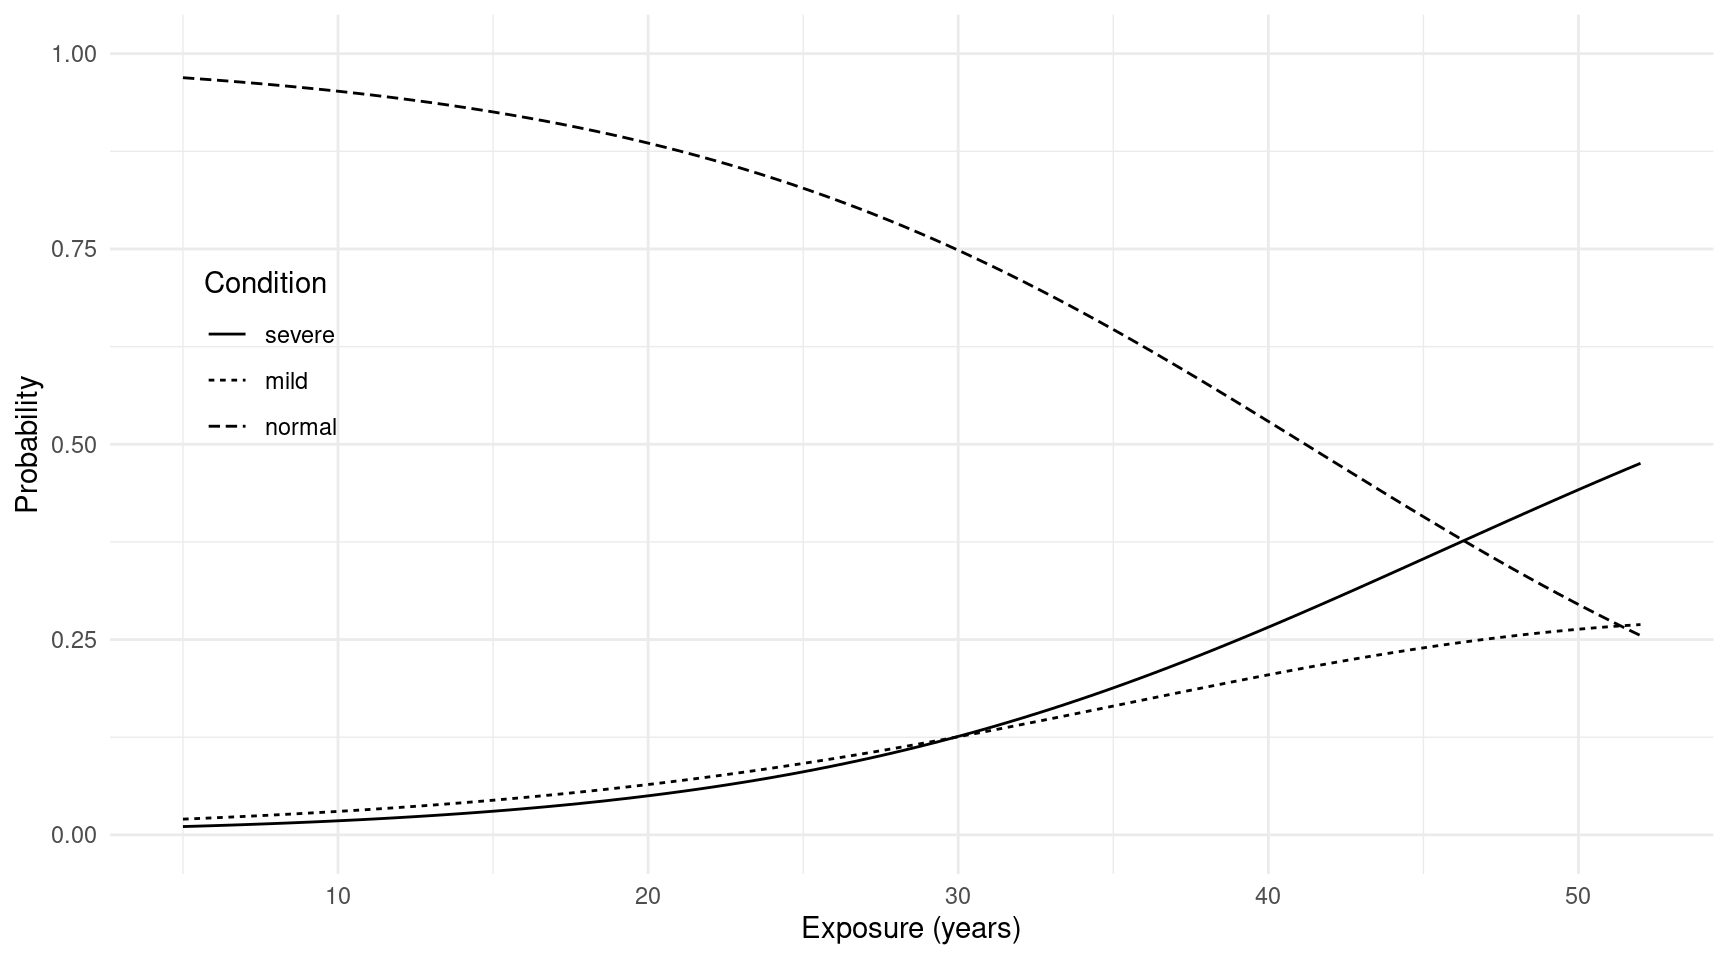 1.00
0.75
0.50
0.25
0.00
Probability
Condition
severe
mild
normal
10 20 30 40 50
Exposure (years)